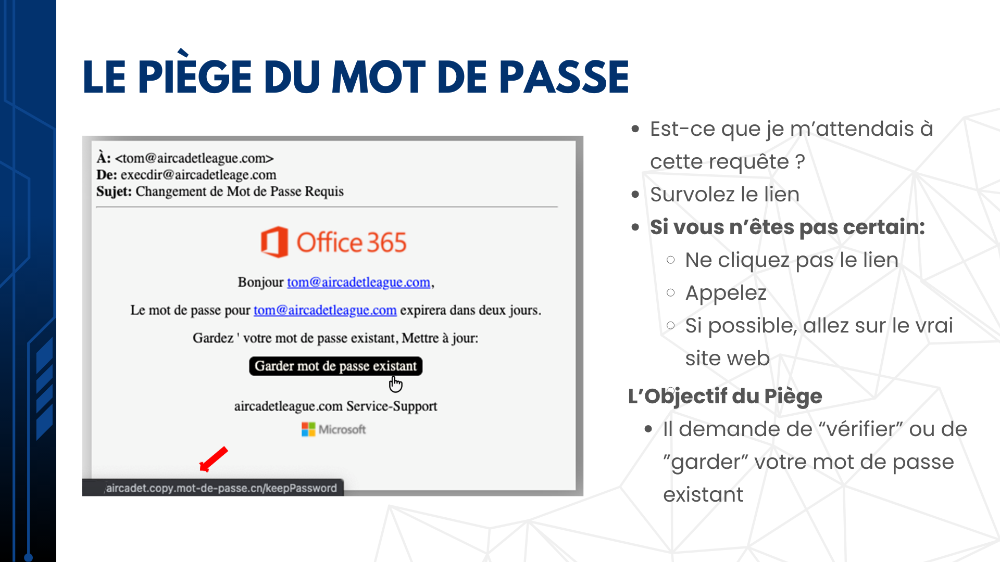 LE PIÈGE DU MOT DE PASSE
À: <tom@aircadetleague.com>
De: execdir@aircadetleage.com
Sujet: Changement de Mot de Passe Requis
Office 365
Bonjour tom@aircadetleague.com,
Le mot de passe pour tom@aircadetleague.com expirera dans deux jours.
Gardez ' votre mot de passe existant, Mettre à jour:
Garder mot de passe existant
aircadetleague.com Service-Support
Microsoft
/aircadet.copy.mot-de-passe.cn/keepPassword
• Est-ce que je m’attendais à
cette requête ?
• Survolez le lien
• Si vous n’êtes pas certain:
○ Ne cliquez pas le lien
○ Appelez
○ Si possible, allez sur le vrai
site web
L’Objectif du Piège
• Il demande de “vérifier” ou de
”garder” votre mot de passe
existant